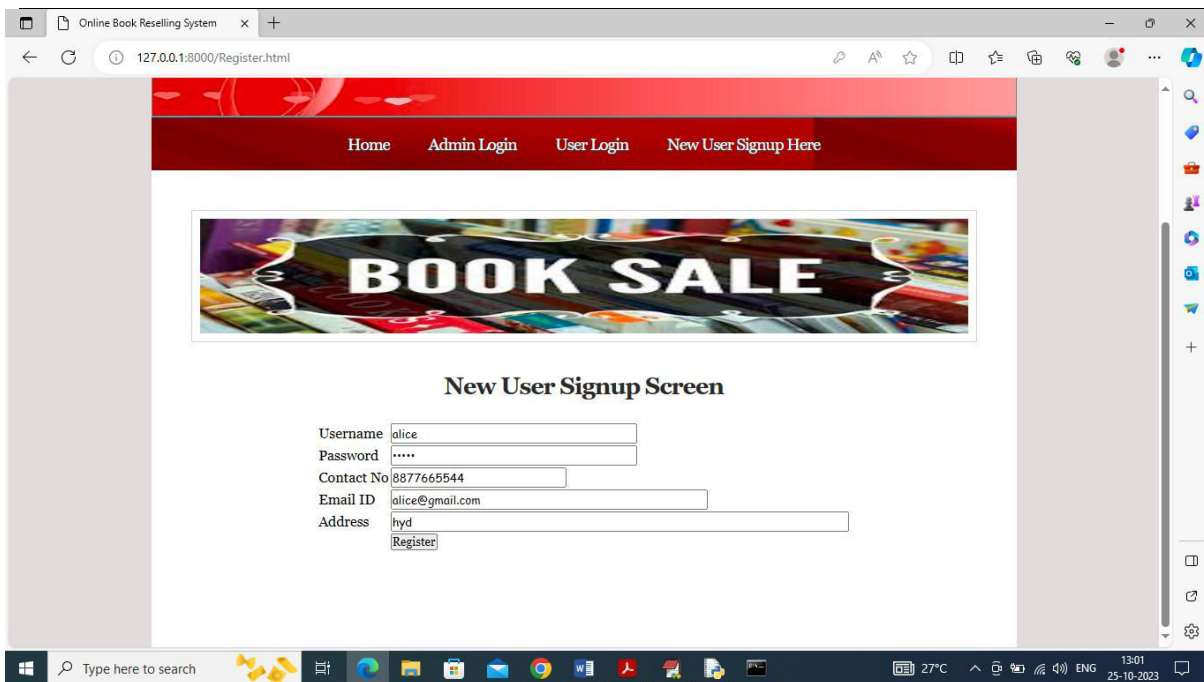 Online Book Reselling System
127.0.0.1:8000/Register.html
Home Admin Login User Login New User Signup Here
BOOK SALE
New User Signup Screen
Username alice
Password •••••
Contact No 8877665544
Email ID alice@gmail.com
Address hyd
Register
Type here to search
27°C
ENG
13:01
25-10-2023